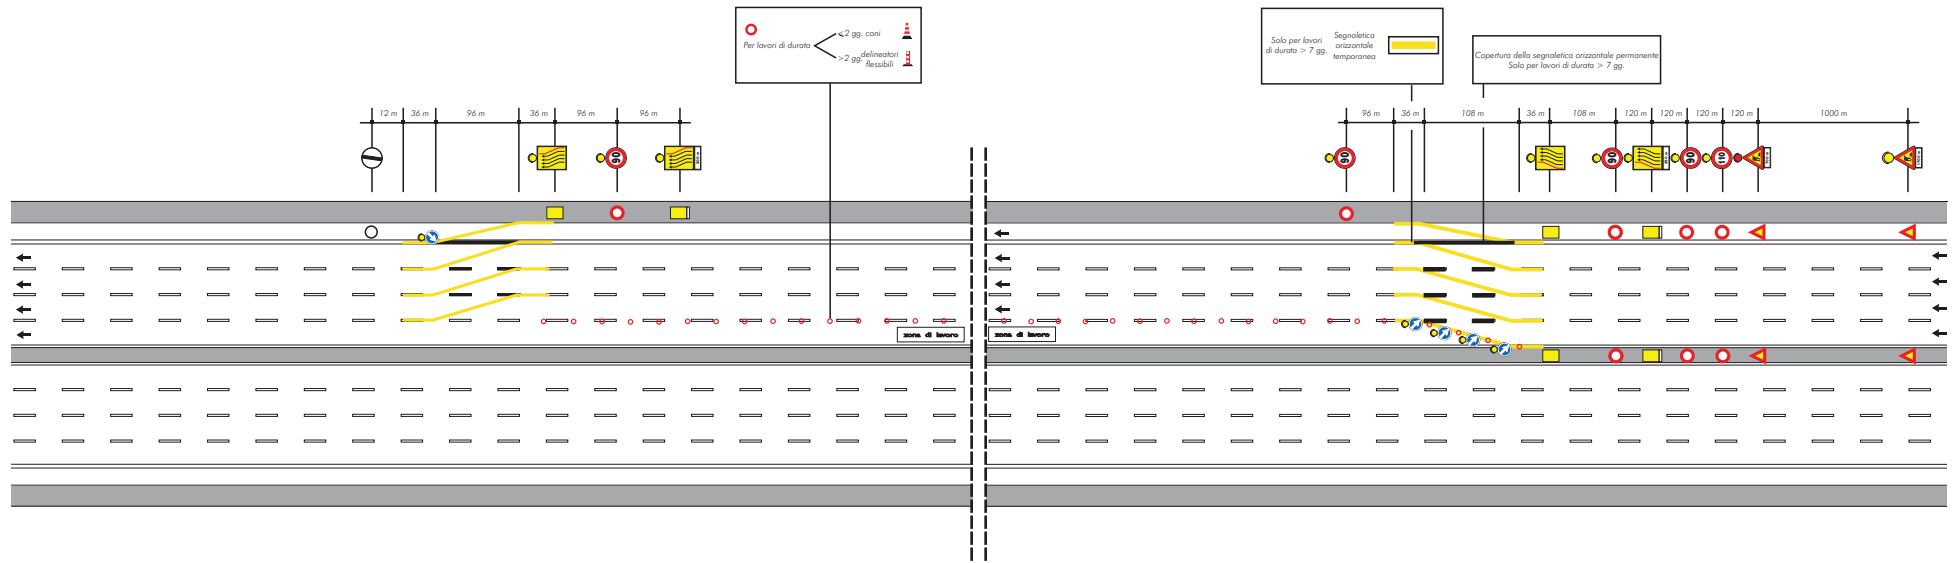 Per lavori di durata
<2 gg. coni
>2 gg. delineatori
flessibili
Solo per lavori
di durata > 7 gg.
Segnaletica
orizzontale
temporanea
Copertura della segnaletica orizzontale permanente
Solo per lavori di durata > 7 gg.
12 m 36 m 96 m 36 m 96 m 96 m
96 m 36 m 108 m 36 m 108 m 120 m 120 m 120 m 120 m 1000 m
90
90 90 90 110
zona di lavoro
zona di lavoro